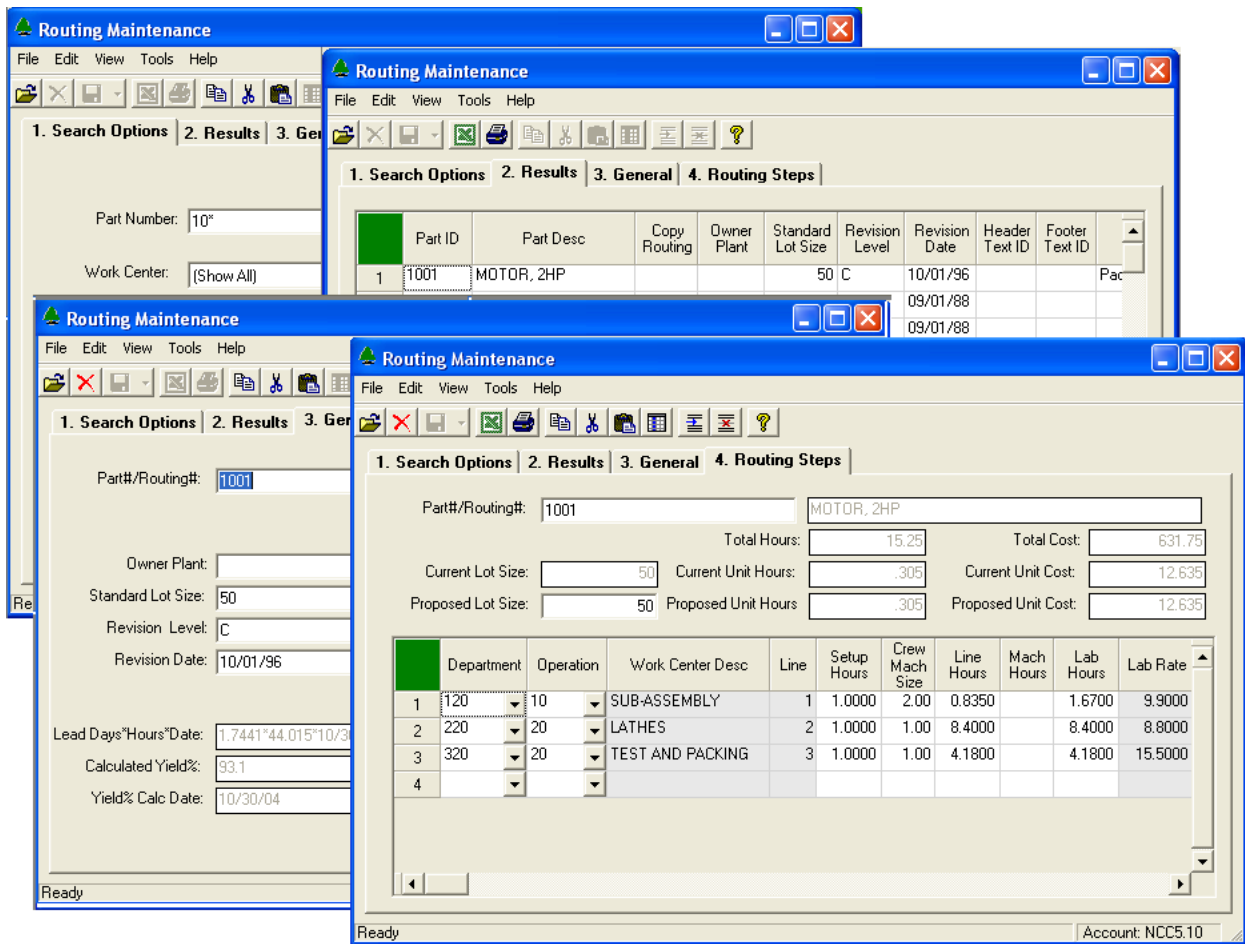 Routing Maintenance
File Edit View Tools Help
1. Search Options 2. Results 3. Ger
Part Number: 10*
Work Center: (Show All)
Re
Routing Maintenance
File Edit View Tools Help
1. Search Options 2. Results 3. General 4. Routing Steps
Part ID Part Desc Copy Routing Owner Plant Standard Lot Size Revision Level Revision Date Header Text ID Footer Text ID
1 1001 MOTOR, 2HP 50 C 10/01/96 Pac
09/01/88
09/01/88
Routing Maintenance
File Edit View Tools Help
1. Search Options 2. Results 3. Ger
Part#/Routing#: 1001
Owner Plant:
Standard Lot Size: 50
Revision Level: C
Revision Date: 10/01/96
Lead Days*Hours*Date: 1.7441*44.015*10/30
Calculated Yield%: 93.1
Yield% Calc Date: 10/30/04
Ready
Routing Maintenance
File Edit View Tools Help
1. Search Options 2. Results 3. General 4. Routing Steps
Part#/Routing#: 1001 MOTOR, 2HP
Total Hours: 15.25 Total Cost: 631.75
Current Lot Size: 50 Current Unit Hours: .305 Current Unit Cost: 12.635
Proposed Lot Size: 50 Proposed Unit Hours .305 Proposed Unit Cost: 12.635
Department Operation Work Center Desc Line Setup Hours Crew Mach Size Line Hours Mach Hours Lab Hours Lab Rate
1 120 10 SUB-ASSEMBLY 1 1.0000 2.00 0.8350 1.6700 9.9000
2 220 20 LATHES 2 1.0000 1.00 8.4000 8.4000 8.8000
3 320 20 TEST AND PACKING 3 1.0000 1.00 4.1800 4.1800 15.5000
4
Ready Account: NCC5.10